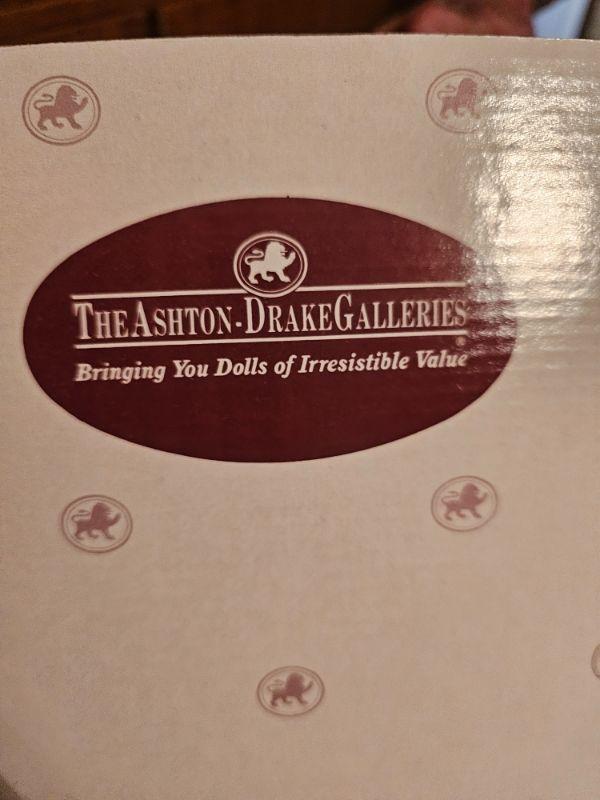 The Ashton-Drake Galleries®
Bringing You Dolls of Irresistible Value